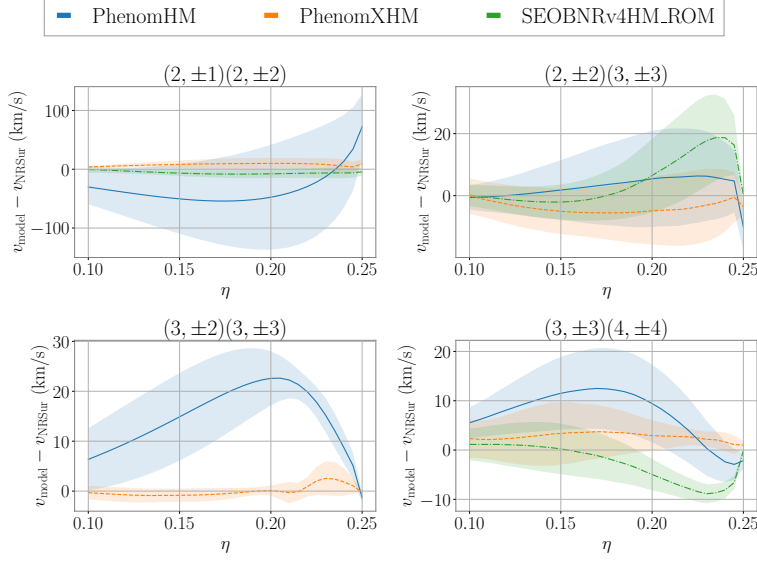 PhenomHM PhenomXHM SEOBNRv4HM_ROM
(2, ±1)(2, ±2)
v_model − v_NRSur (km/s)
100
0
−100
0.10 0.15 0.20 0.25
η
(2, ±2)(3, ±3)
v_model − v_NRSur (km/s)
20
0
0.10 0.15 0.20 0.25
η
(3, ±2)(3, ±3)
v_model − v_NRSur (km/s)
30
20
10
0
0.10 0.15 0.20 0.25
η
(3, ±3)(4, ±4)
v_model − v_NRSur (km/s)
20
10
0
−10
0.10 0.15 0.20 0.25
η